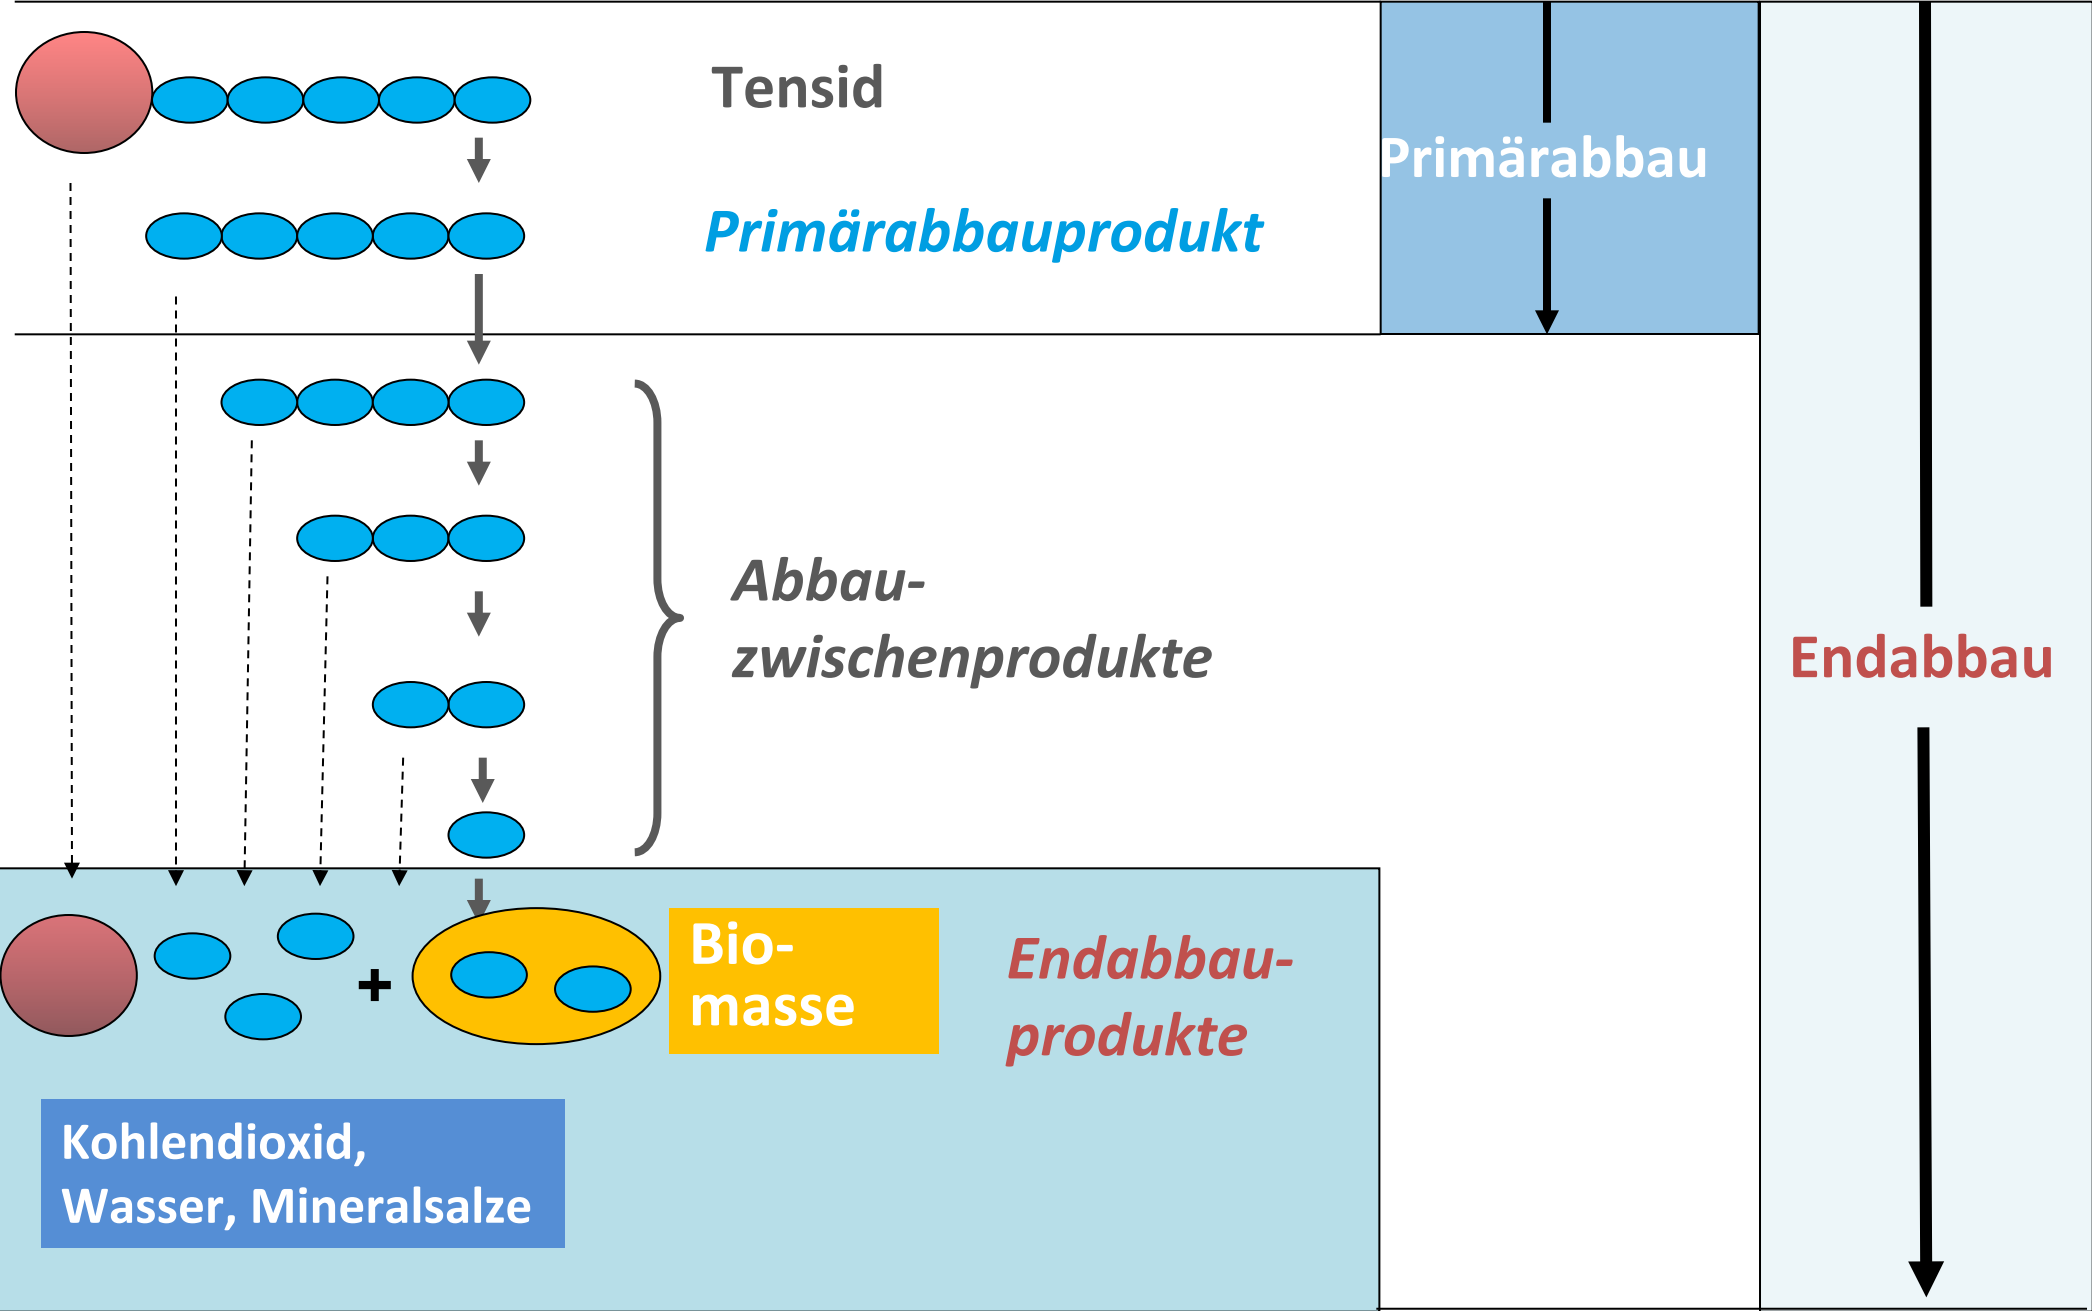 Tensid
Primärabbau
Primärabbauprodukt
Abbau-
zwischenprodukte
Endabbau
Bio-
masse
Endabbau-
produkte
+
Kohlendioxid,
Wasser, Mineralsalze